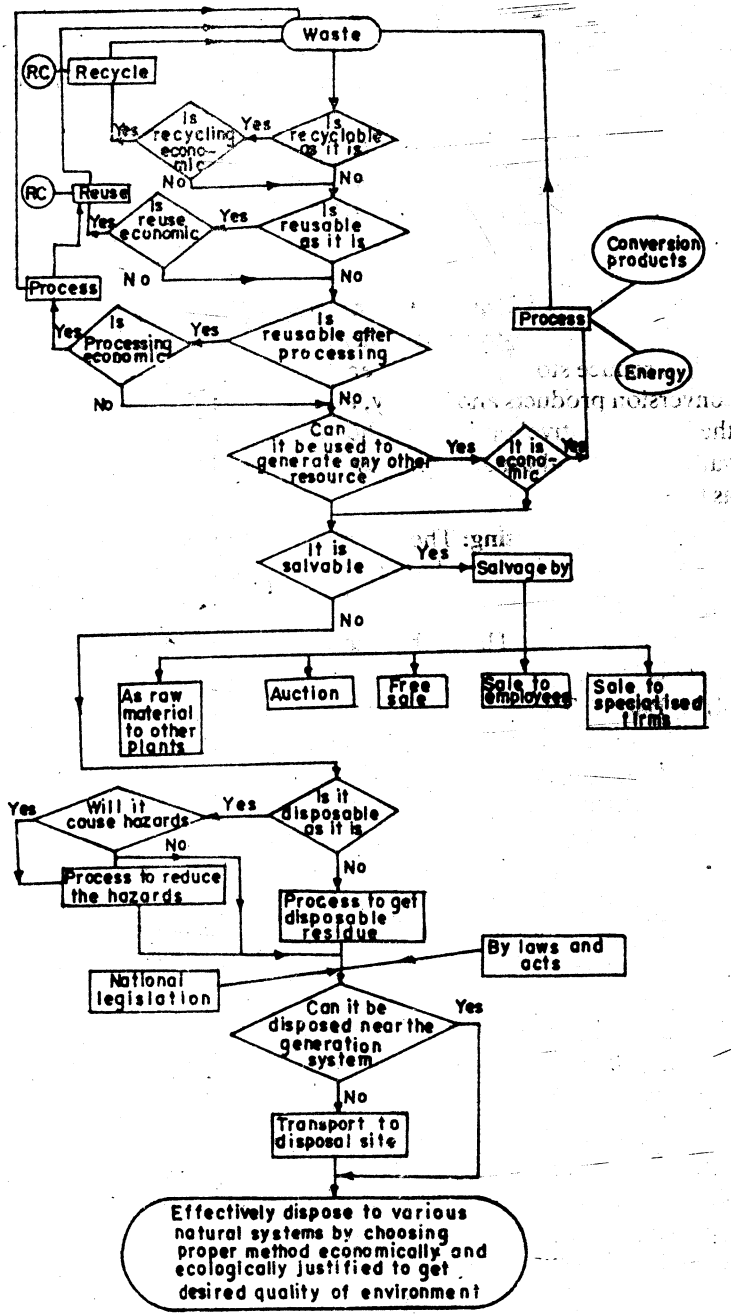 Waste
RC
Recycle
Is
recycling
econo-
mic
Yes
Yes
Is
recyclable
as it is
No
No
RC
Reuse
Is
reuse
economic
Yes
Yes
Is
reusable
as it is
No
No
Conversion
products
Process
Process
Energy
Is
Processing
economic
Yes
Yes
Is
reusable after
processing
No
No
Can
it be used to
generate any other
resource
Yes
It is
econo-
mic
Yes
It is
salvable
Yes
Salvage by
No
As raw
material
to other
plants
Auction
Free
sale
Sale to
employees
Sale to
specialised
firms
Yes
Will it
cause hazards
Yes
Is it
disposable
as it is
No
No
Process to reduce
the hazards
Process to get
disposable
residue
By laws and
acts
National
legislation
Can it be
disposed near the
generation
system
Yes
No
Transport to
disposal site
Effectively dispose to various
natural systems by choosing
proper method economically and
ecologically justified to get
desired quality of environment